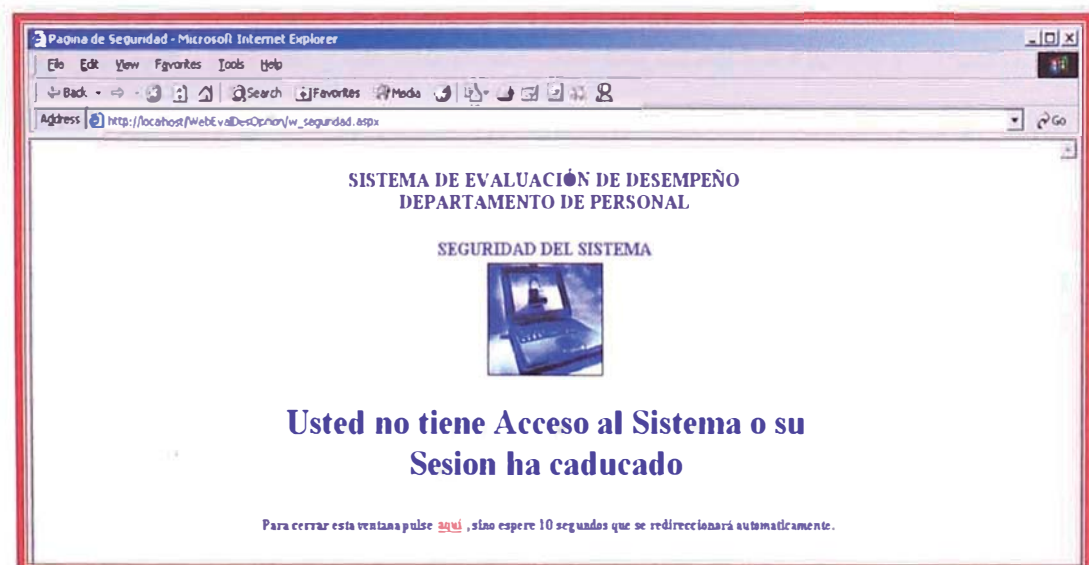 Pagina de Seguridad - Microsoft Internet Explorer
File Edit View Favorites Tools Help
Back Search Favorites Media
Address http://localhost/WebEvalDesOpinion/w_seguridad.aspx Go
SISTEMA DE EVALUACIÓN DE DESEMPEÑO
DEPARTAMENTO DE PERSONAL
SEGURIDAD DEL SISTEMA
Usted no tiene Acceso al Sistema o su
Sesion ha caducado
Para cerrar esta ventana pulse aquí , sino espere 10 segundos que se redireccionará automaticamente.